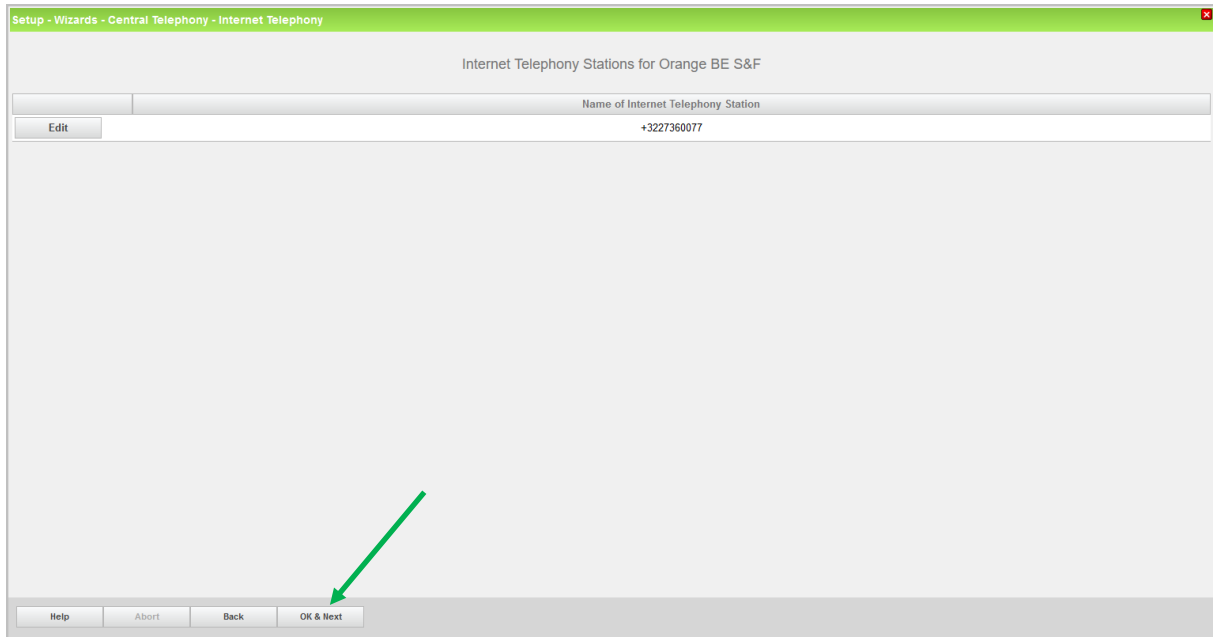 Setup - Wizards - Central Telephony - Internet Telephony
Internet Telephony Stations for Orange BE S&F
Name of Internet Telephony Station
Edit +3227360077
Help Abort Back OK & Next